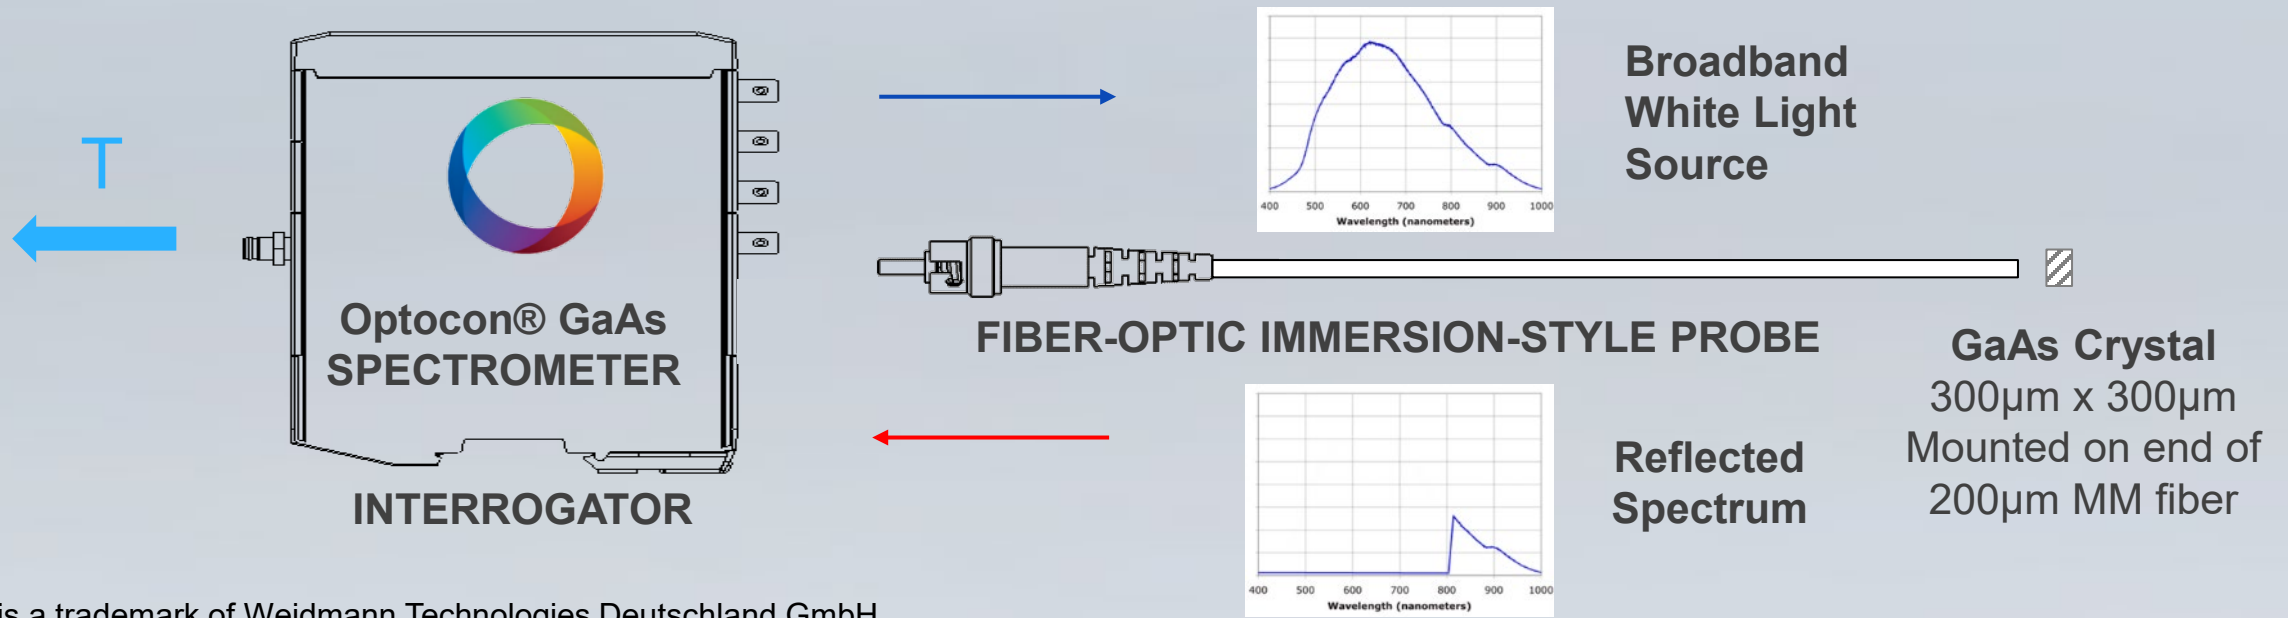 T
Optocon® GaAs
SPECTROMETER
INTERROGATOR
400 500 600 700 800 900 1000
Wavelength (nanometers)
Broadband
White Light
Source
FIBER-OPTIC IMMERSION-STYLE PROBE
400 500 600 700 800 900 1000
Wavelength (nanometers)
Reflected
Spectrum
GaAs Crystal
300µm x 300µm
Mounted on end of
200µm MM fiber
is a trademark of Weidmann Technologies Deutschland GmbH